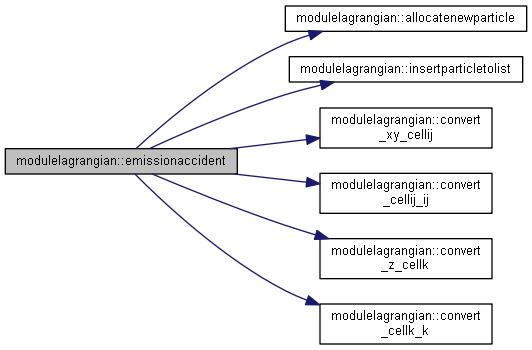 modulelagrangian::allocatenewparticle
modulelagrangian::insertparticletolist
modulelagrangian::convert
_xy_cellij
modulelagrangian::emissionaccident
modulelagrangian::convert
_cellij_ij
modulelagrangian::convert
_z_cellk
modulelagrangian::convert
_cellk_k